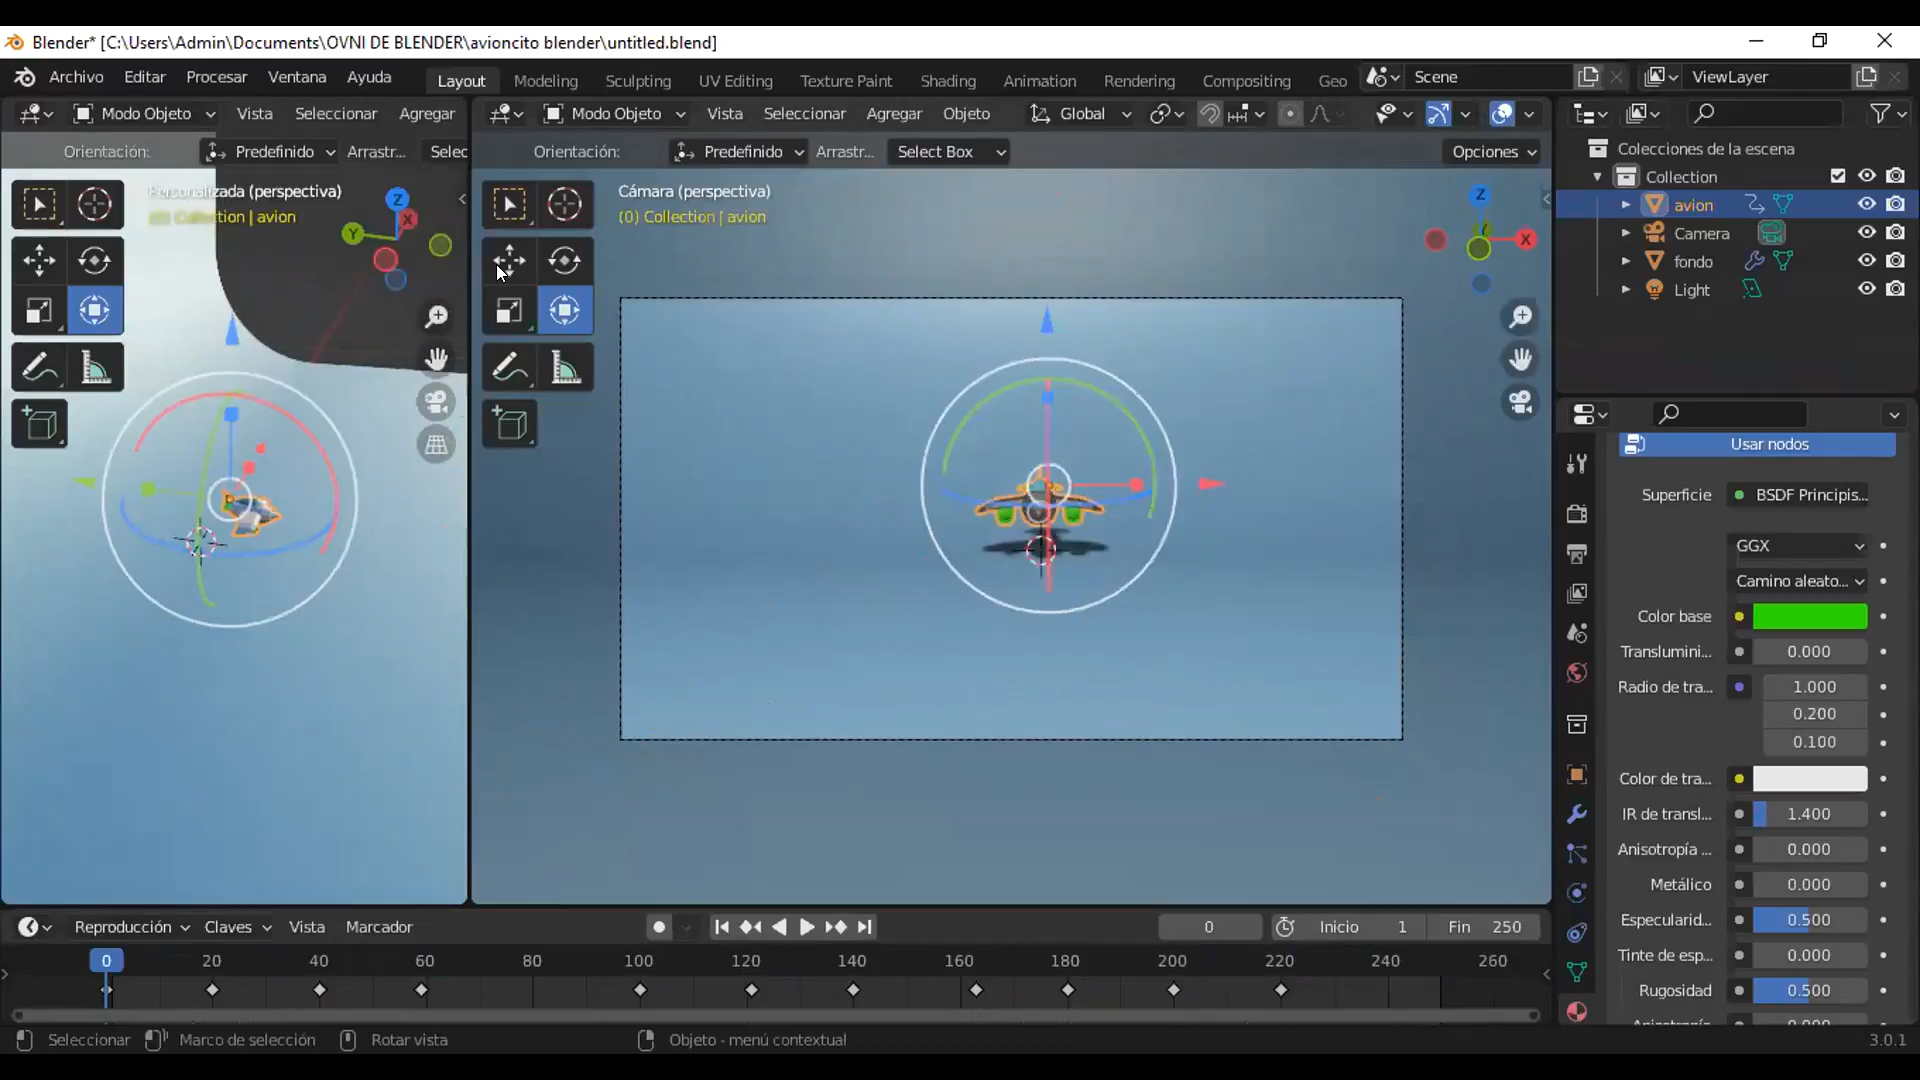 Blender* [C:\Users\Admin\Documents\OVNI DE BLENDER\avioncito blender\untitled.blend]
Archivo Editar Procesar Ventana Ayuda Layout Modeling Sculpting UV Editing Texture Paint Shading Animation Rendering Compositing Geo Scene ViewLayer
Modo Objeto Vista Seleccionar Agregar Modo Objeto Vista Seleccionar Agregar Objeto Global
Orientación: Predefinido Arrastr... Selec Orientación: Predefinido Arrastr... Select Box Opciones
Personalizada (perspectiva)
(0) Collection | avion
Z
X
Y
Cámara (perspectiva)
(0) Collection | avion
Z
X
Colecciones de la escena
Collection
avion
Camera
fondo
Light
Usar nodos
Superficie BSDF Principis...
GGX
Camino aleato...
Color base
Translumini... 0.000
Radio de tra... 1.000
0.200
0.100
Color de tra...
IR de transl... 1.400
Anisotropía ... 0.000
Metálico 0.000
Especularid... 0.500
Tinte de esp... 0.000
Rugosidad 0.500
Reproducción Claves Vista Marcador 0 Inicio 1 Fin 250
0 20 40 60 80 100 120 140 160 180 200 220 240 260
Seleccionar Marco de selección Rotar vista Objeto - menú contextual 3.0.1